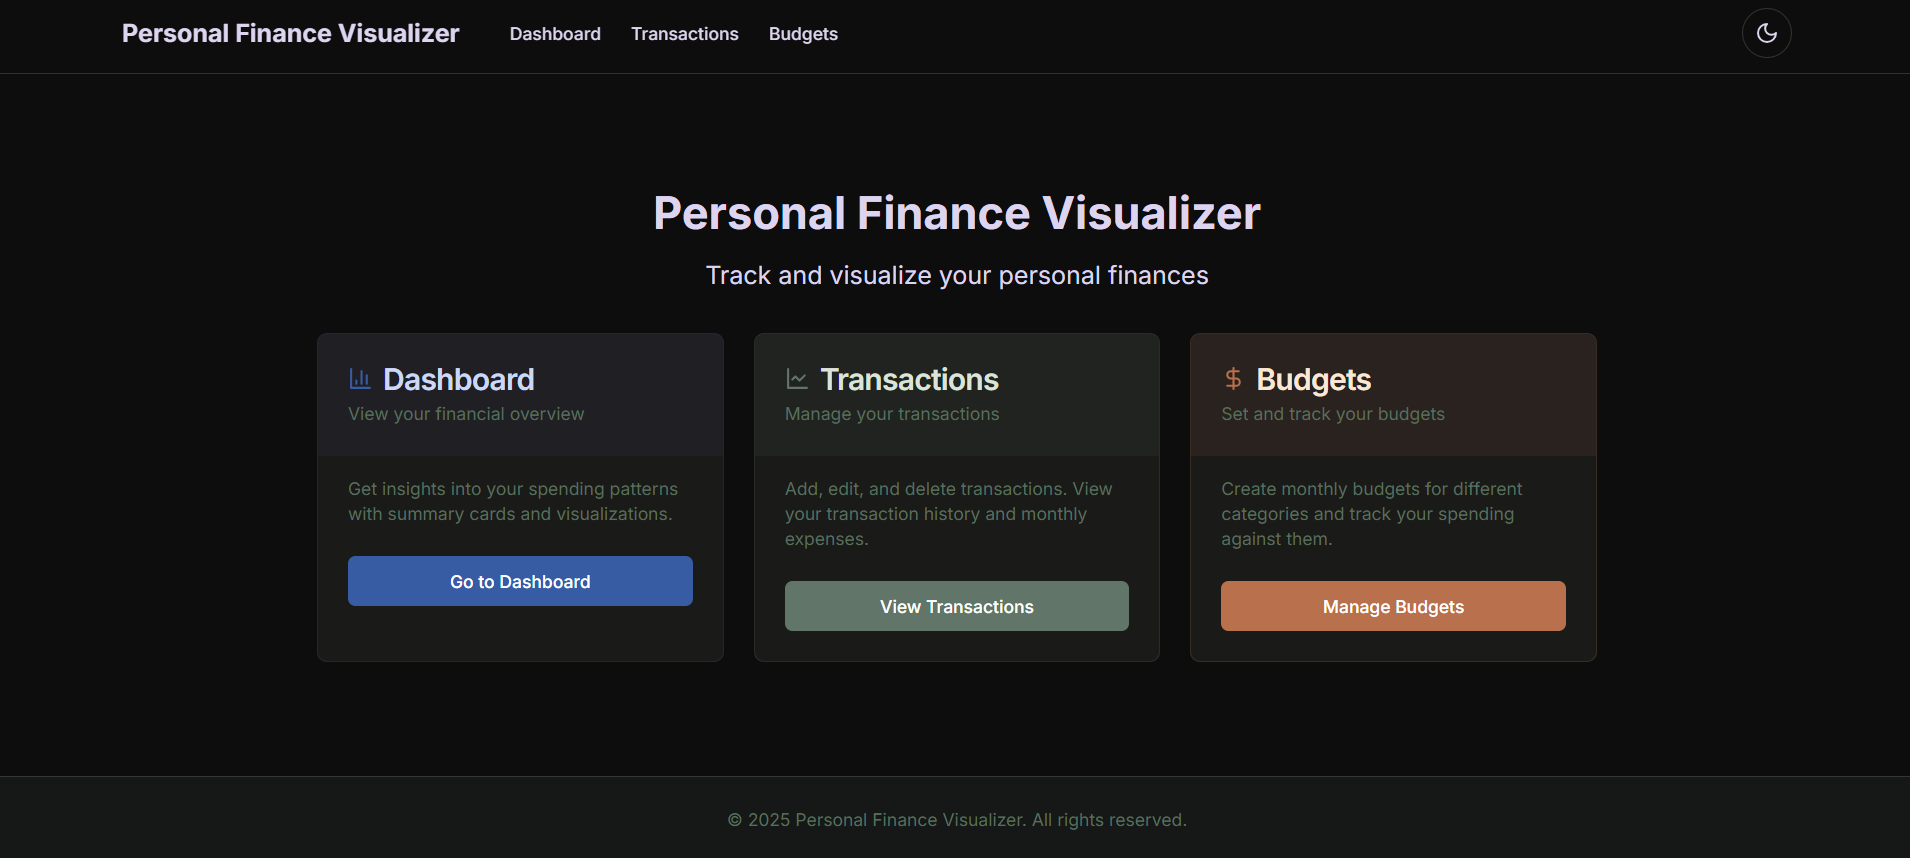 Personal Finance Visualizer
Dashboard
Transactions
Budgets
Personal Finance Visualizer
Track and visualize your personal finances
Dashboard
View your financial overview
Get insights into your spending patterns
with summary cards and visualizations.
Go to Dashboard
Transactions
Manage your transactions
Add, edit, and delete transactions. View
your transaction history and monthly
expenses.
View Transactions
Budgets
Set and track your budgets
Create monthly budgets for different
categories and track your spending
against them.
Manage Budgets
© 2025 Personal Finance Visualizer. All rights reserved.